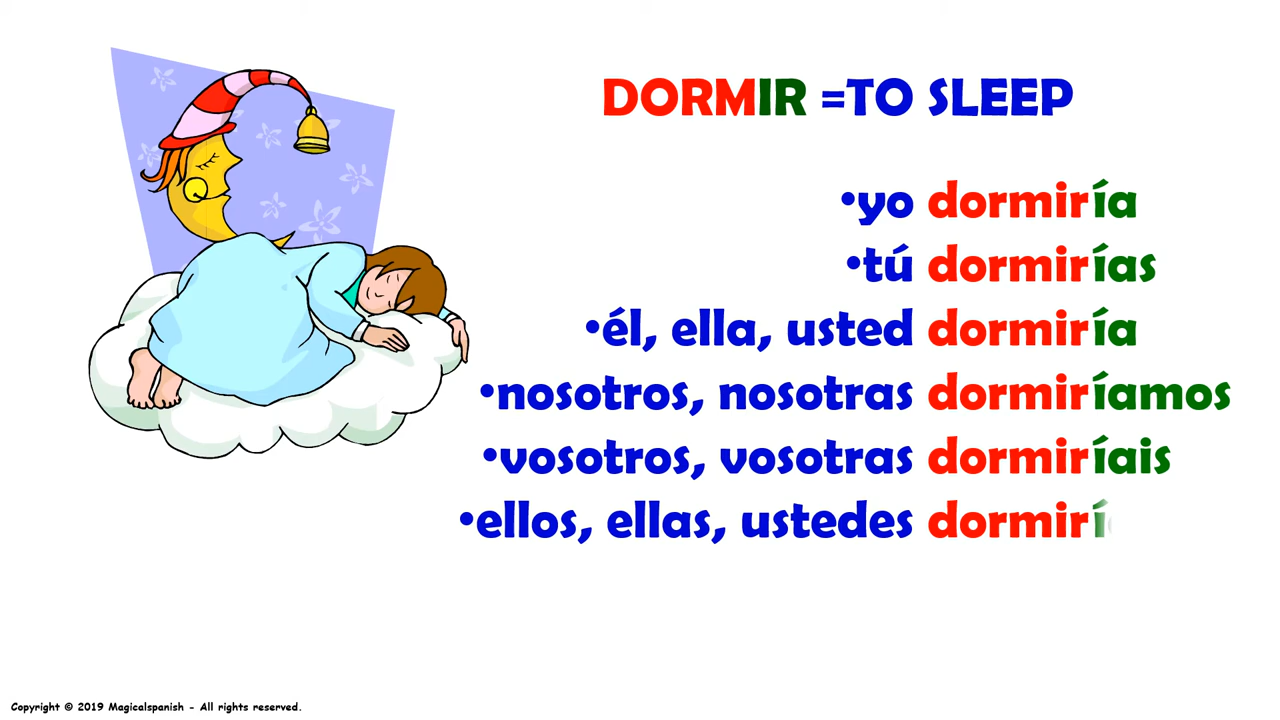 DORMIR =TO SLEEP
•yo dormiría
•tú dormirías
•él, ella, usted dormiría
•nosotros, nosotras dormiríamos
•vosotros, vosotras dormiríais
•ellos, ellas, ustedes dormirí
Copyright © 2019 Magicalspanish - All rights reserved.